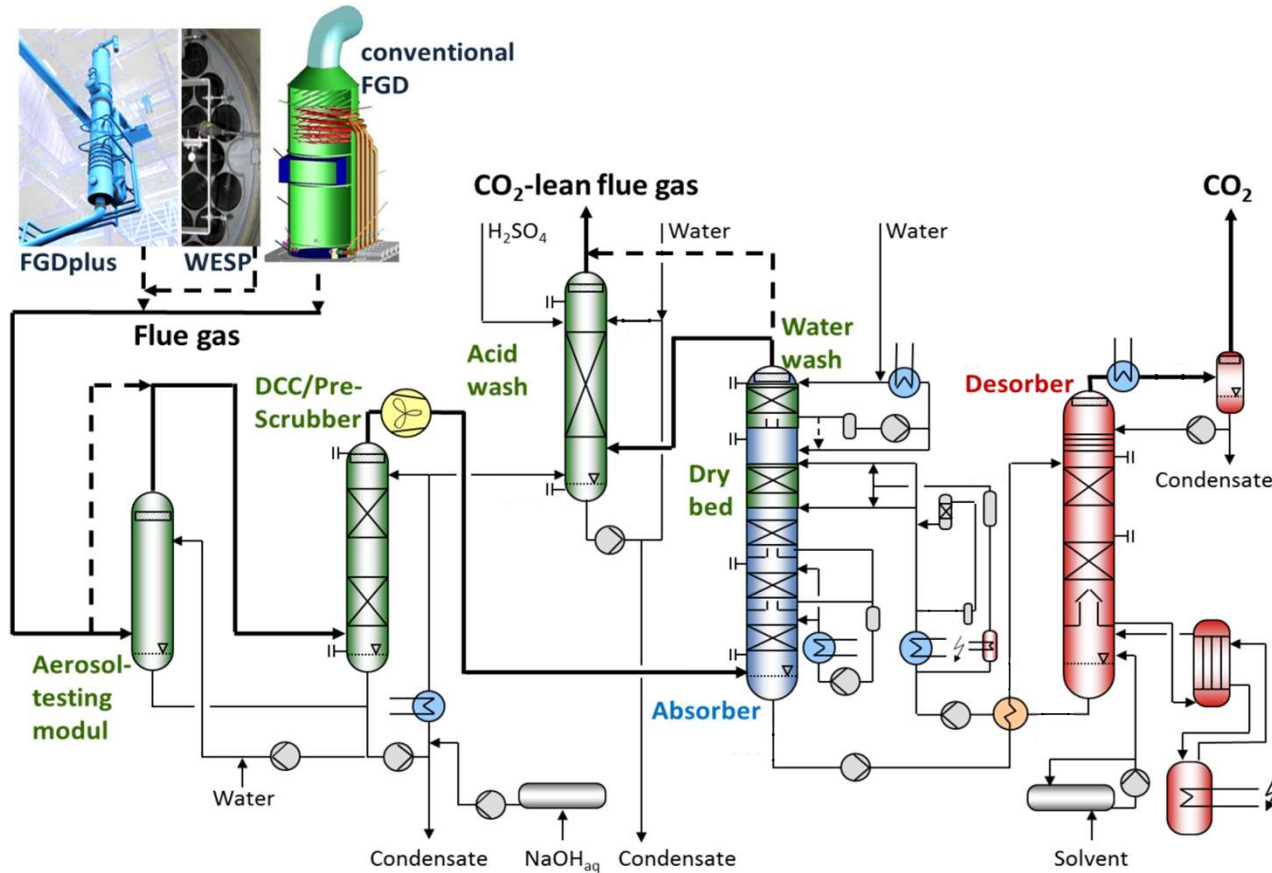 conventional
FGD
FGDplus
WESP
Flue gas
CO₂-lean flue gas
CO₂
H₂SO₄
Water
Water
Acid
wash
Water
wash
DCC/Pre-
Scrubber
Desorber
Dry
bed
Condensate
Aerosol-
testing
modul
Absorber
Water
Condensate
NaOHaq
Condensate
Solvent